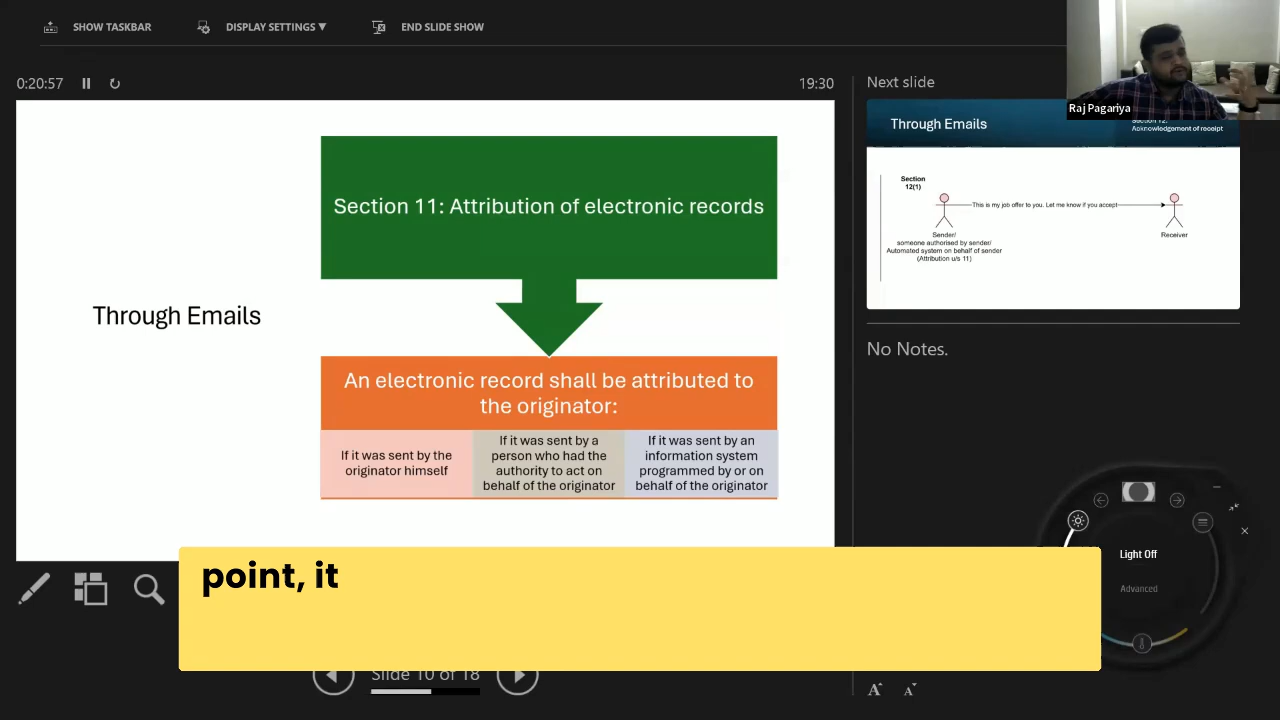 SHOW TASKBAR
DISPLAY SETTINGS ▼
END SLIDE SHOW
0:20:57
19:30
Through Emails
Section 11: Attribution of electronic records
An electronic record shall be attributed to
the originator:
If it was sent by the
originator himself
If it was sent by a
person who had the
authority to act on
behalf of the originator
If it was sent by an
information system
programmed by or on
behalf of the originator
Next slide
Raj Pagariya
Through Emails
Section 12:
Acknowledgement of receipt
Section
12(1)
This is my job offer to you. Let me know if you accept
Sender/
someone authorised by sender/
Automated system on behalf of sender
(Attribution u/s 11)
Receiver
No Notes.
Light Off
Advanced
point, it
Slide 10 of 18
A A